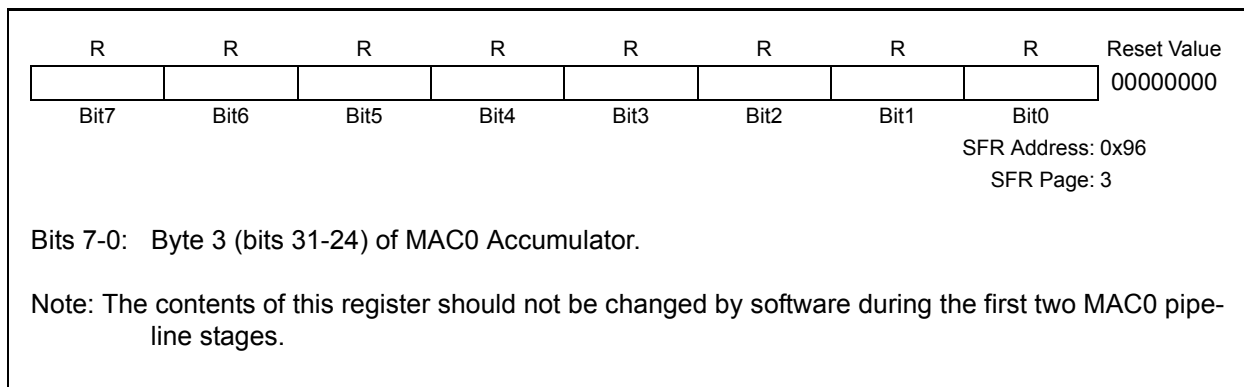 R R R R R R R R Reset Value
00000000
Bit7 Bit6 Bit5 Bit4 Bit3 Bit2 Bit1 Bit0
SFR Address: 0x96
SFR Page: 3
Bits 7-0: Byte 3 (bits 31-24) of MAC0 Accumulator.
Note: The contents of this register should not be changed by software during the first two MAC0 pipe-
line stages.